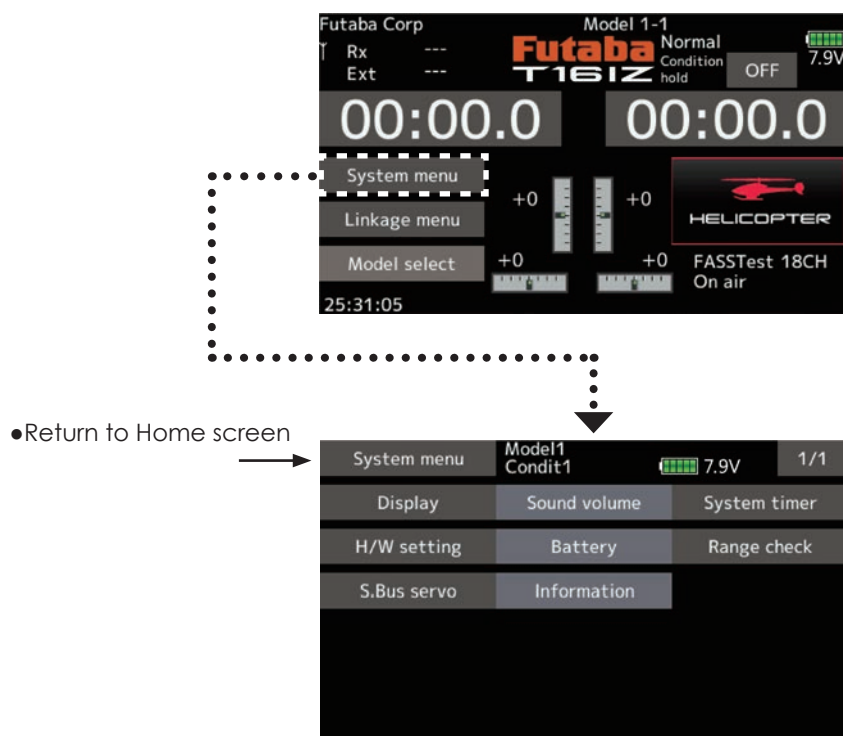 Futaba Corp Model 1-1
Rx --- Futaba Normal 7.9V
Ext --- T16IZ Condition hold OFF
00:00.0 00:00.0
System menu
+0 +0
Linkage menu HELICOPTER
Model select +0 +0 FASSTest 18CH
On air
25:31:05
●Return to Home screen
System menu Model1 Condit1 7.9V 1/1
Display Sound volume System timer
H/W setting Battery Range check
S.Bus servo Information